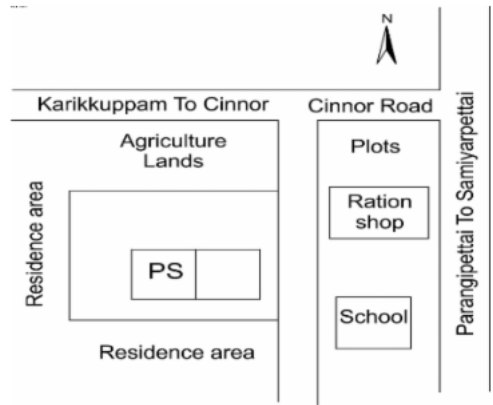 N
Karikkuppam To Cinnor
Cinnor Road
Agriculture
Lands
Plots
Residence area
Ration
shop
PS
School
Residence area
Parangipettai To Samiyarpettai